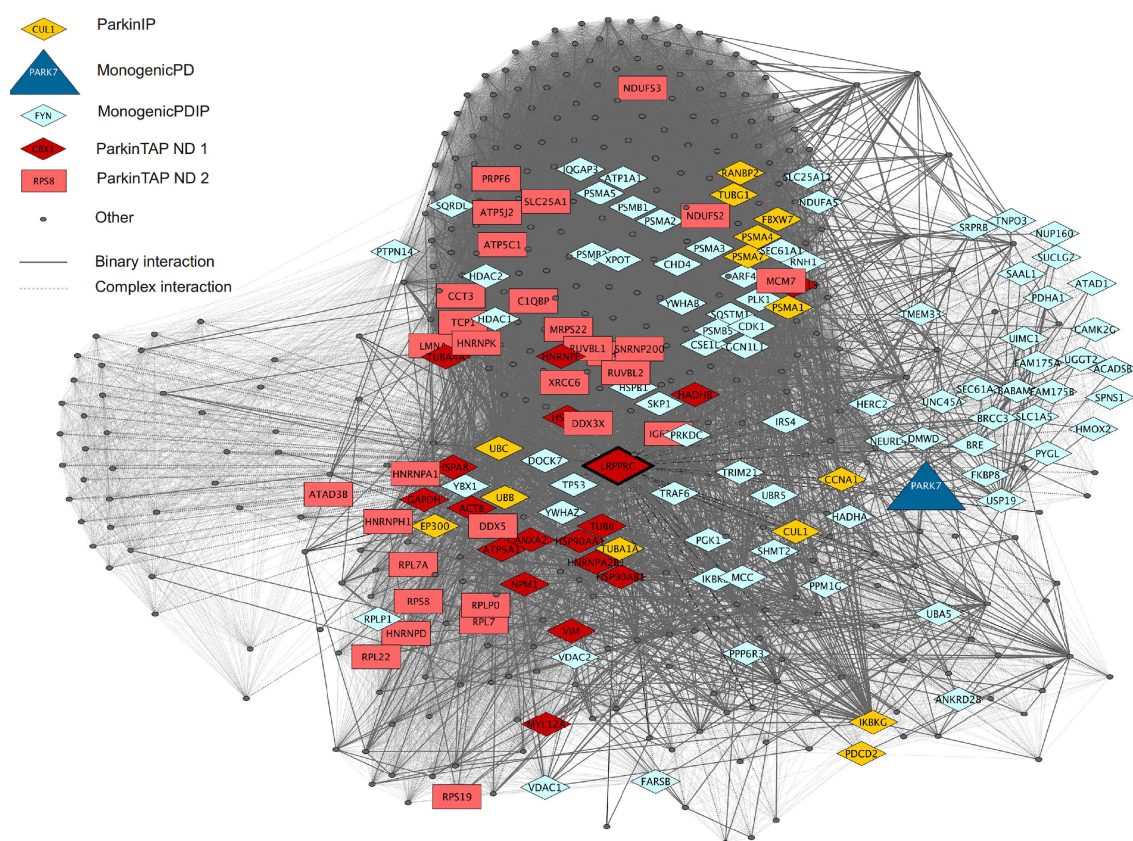 CUL1 ParkinIP
PARK7 MonogenicPD
FYN MonogenicPDIP
CBX1 ParkinTAP ND 1
RPS8 ParkinTAP ND 2
Other
Binary interaction
Complex interaction
NDUFS3
PRPF6
IQGAP3
ATP1A1
RANBP2
SLC25A11
SQRDL
ATP5J2
SLC25A1
PSMA5
PSMB1
PSMA2
TUBG1
NDUFA5
NDUFS2
FBXW7
PTPN14
ATP5C1
PSMB
XPOT
CHD4
PSMA3
PSMA4
SEC61A1
PSMA7
RNH1
HDAC2
ARF4
MCM7
CCT3
C1QBP
YWHAB
PLK1
PSMA1
TCP1
HDAC1
MRPS22
SQSTM1
CDK1
PSMB5
LMNA
HNRNPK
TUBA4A
RUVBL1
SNRNP200
CSE1L
GCN1L1
XRCC6
RUVBL2
HSPB1
SKP1
HADHB
DDX3X
PRKDC
IRS4
SRPRB
TNPO3
NUP160
SUCLG2
SAAL1
ATAD1
PDHA1
TMEM33
CAMK2G
UIMC1
FAM175A
UGGT2
ACADSB
SEC61A
BABAM
FAM175B
SPNS1
UNC45A
HERC2
BRCC3
SLC1A5
HMOX2
NEURL
DMWD
BRE
PYGL
FKBP8
PARK7
USP19
UBC
DOCK7
LRPPRC
TRIM21
CCNA1
HNRNPA1
HSPA8
YBX1
UBB
TP53
TRAF6
UBR5
HADHA
ATAD3B
GAPDH
ACTB
YWHAZ
HNRNPH1
EP300
DDX5
ANXA2
TUBB
HSP90AA1
TUBA1A
CUL1
PGK1
SHMT2
ATP5A1
HNRNPA2B1
HSP90AB1
RPL7A
NPM1
MCC
PPM1G
RPS8
RPLP0
RPL7
RPLP1
HNRNPD
VIM
UBA5
RPL22
VDAC2
PPP6R3
MYL12A
IKBKG
ANKRD28
PDCD2
RPS19
VDAC1
FARSB